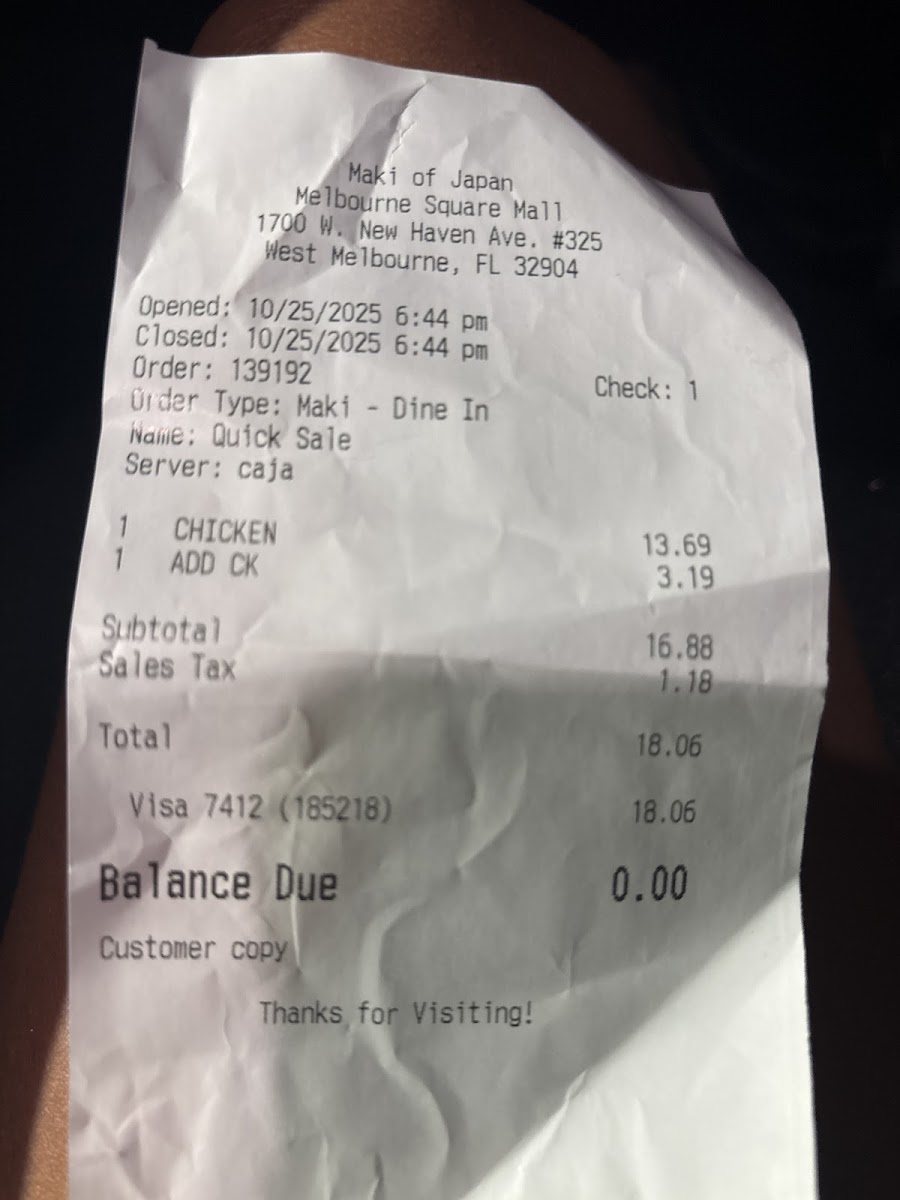 Maki of Japan
Melbourne Square Mall
1700 W. New Haven Ave. #325
West Melbourne, FL 32904
Opened: 10/25/2025 6:44 pm
Closed: 10/25/2025 6:44 pm
Order: 139192 Check: 1
Order Type: Maki - Dine In
Name: Quick Sale
Server: caja
1 CHICKEN 13.69
1 ADD CK 3.19
Subtotal 16.88
Sales Tax 1.18
Total 18.06
Visa 7412 (185218) 18.06
Balance Due 0.00
Customer copy
Thanks for Visiting!